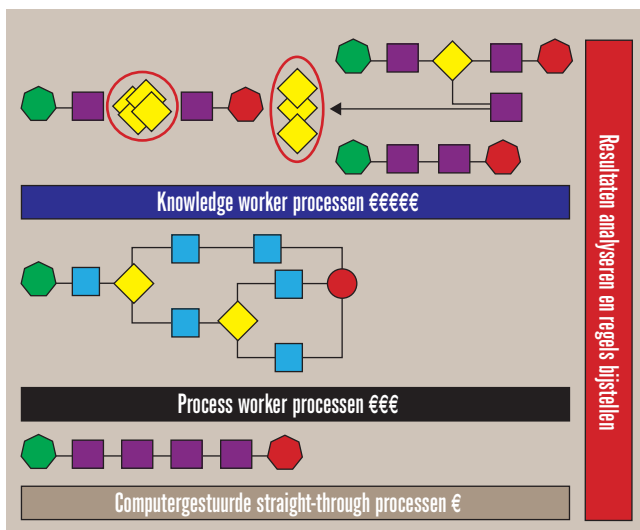 Knowledge worker processen €€€€€
Process worker processen €€€
Computergestuurde straight-through processen €
Resultaten analyseren en regels bijstellen